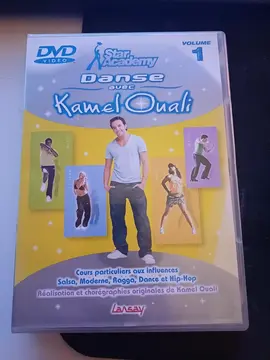 DVD
VIDEO
Star
Academy
VOLUME
1
Danse
avec
Kamel Ouali
Cours particuliers aux influences
Salsa, Moderne, Ragga, Dance et Hip-Hop
Réalisation et chorégraphies originales de Kamel Ouali
Lansay